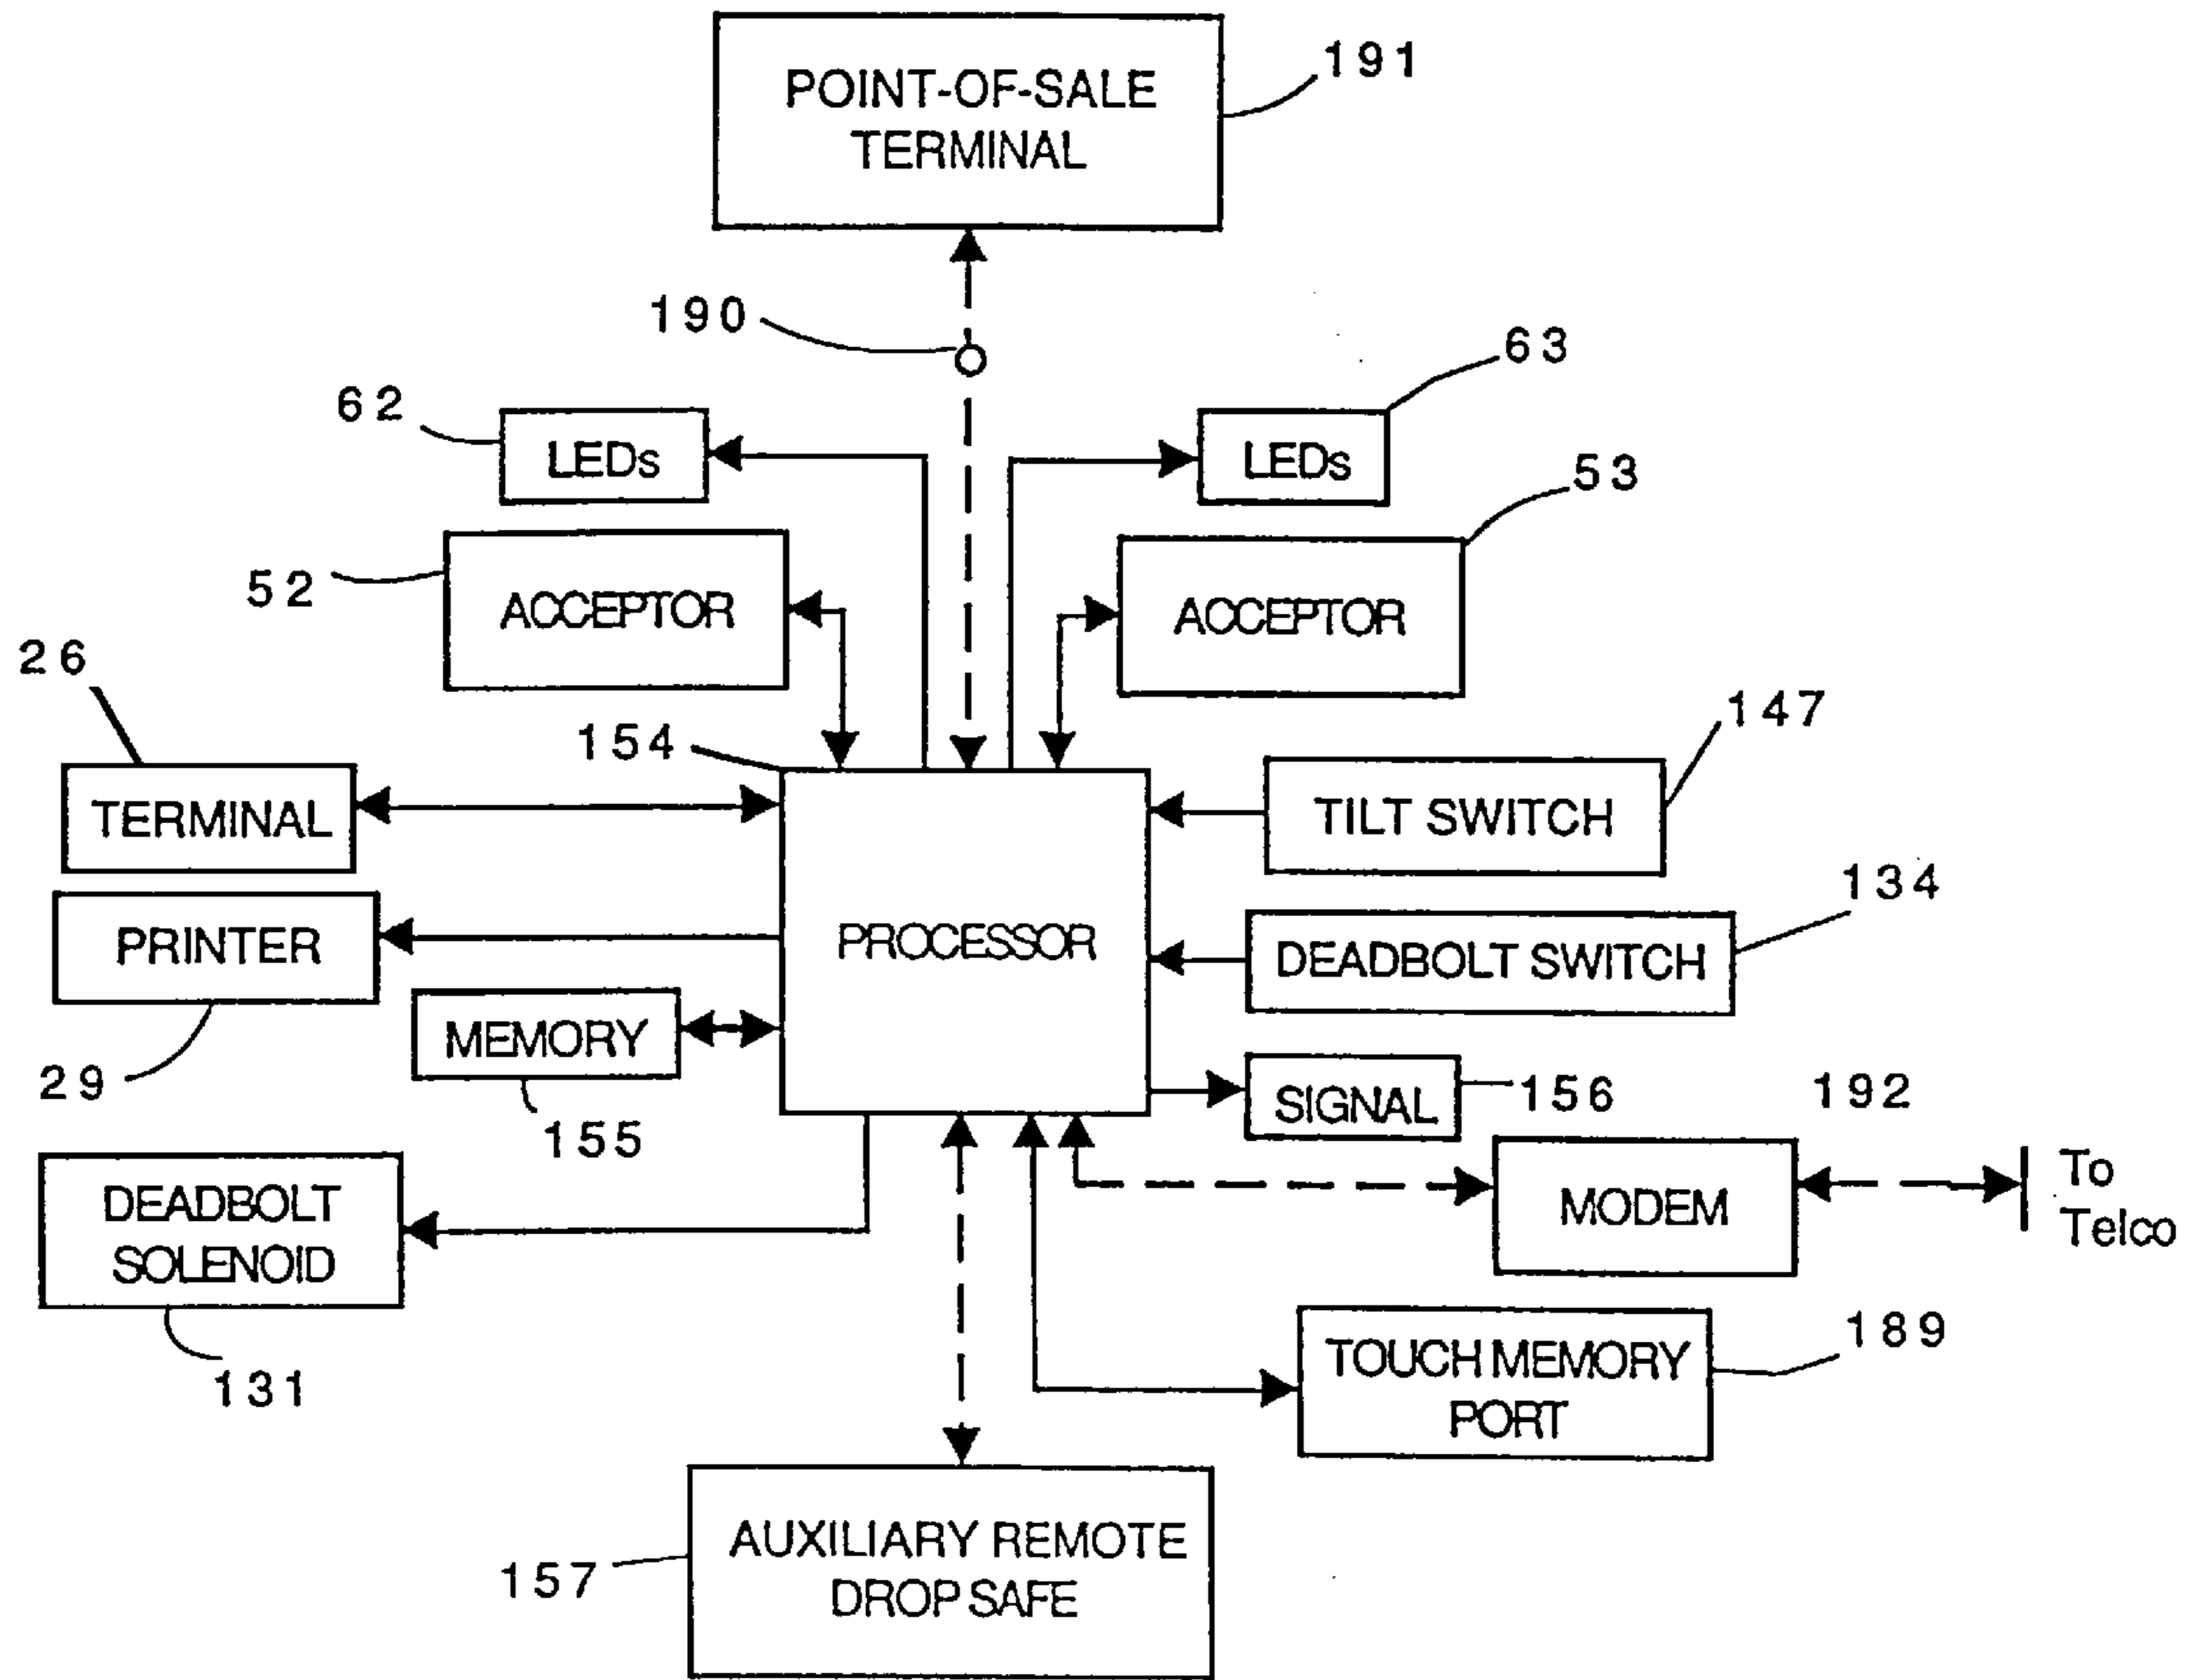 POINT-OF-SALE
TERMINAL
191
190
62
LEDs
63
LEDs
52
ACCEPTOR
53
ACCEPTOR
26
TERMINAL
154
PROCESSOR
147
TILT SWITCH
PRINTER
29
134
DEADBOLT SWITCH
MEMORY
155
SIGNAL
156
192
MODEM
To
Telco
DEADBOLT
SOLENOID
131
TOUCH MEMORY
PORT
189
AUXILIARY REMOTE
DROP SAFE
157